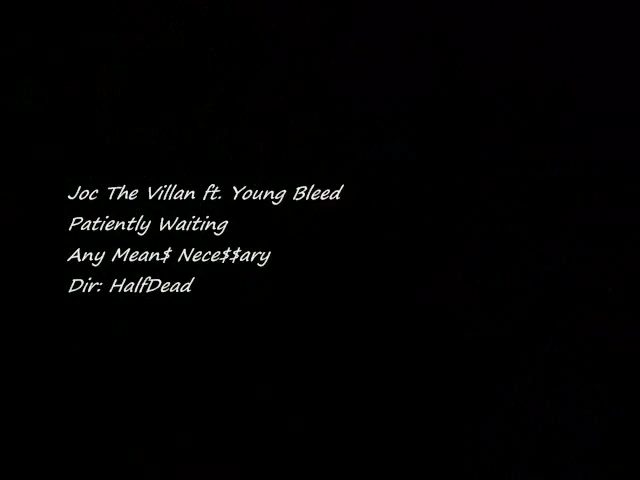 Joc The Villan ft. Young Bleed
Patiently Waiting
Any Mean$ Nece$$ary
Dir: HalfDead